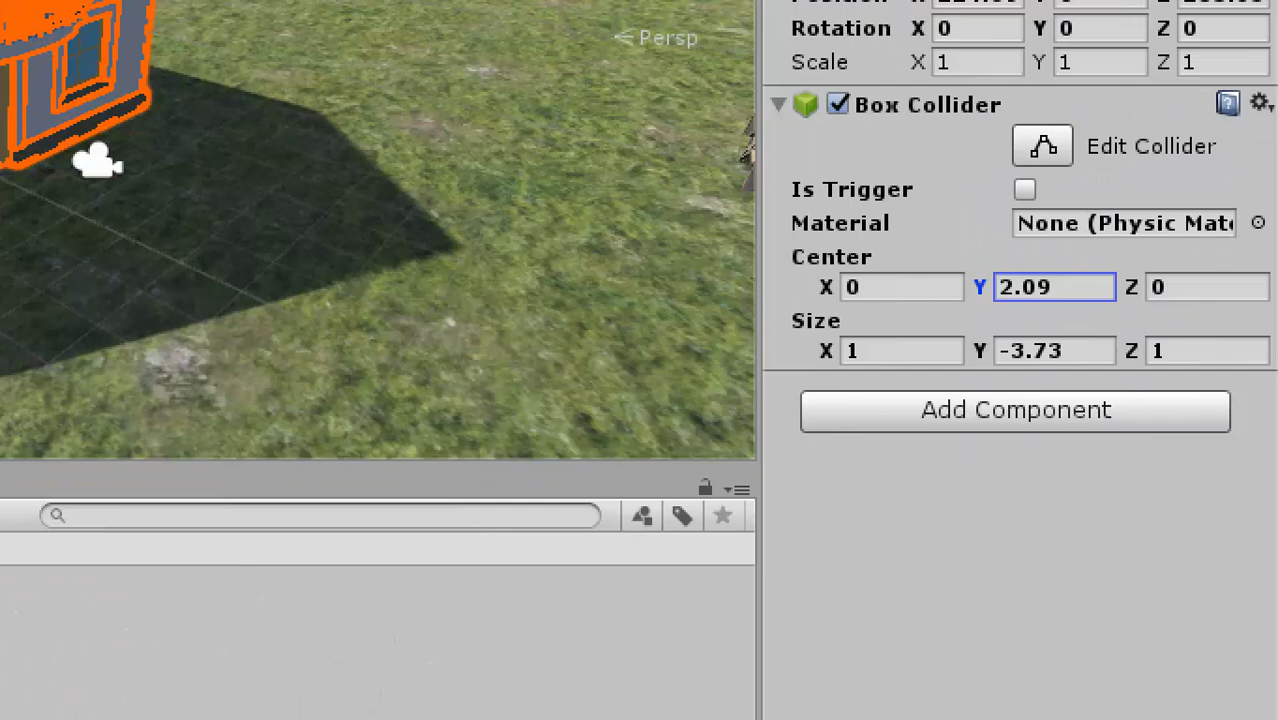 Persp
Rotation X 0 Y 0 Z 0
Scale X 1 Y 1 Z 1
Box Collider
Edit Collider
Is Trigger
Material None (Physic Mat
Center
X 0 Y 2.09 Z 0
Size
X 1 Y -3.73 Z 1
Add Component